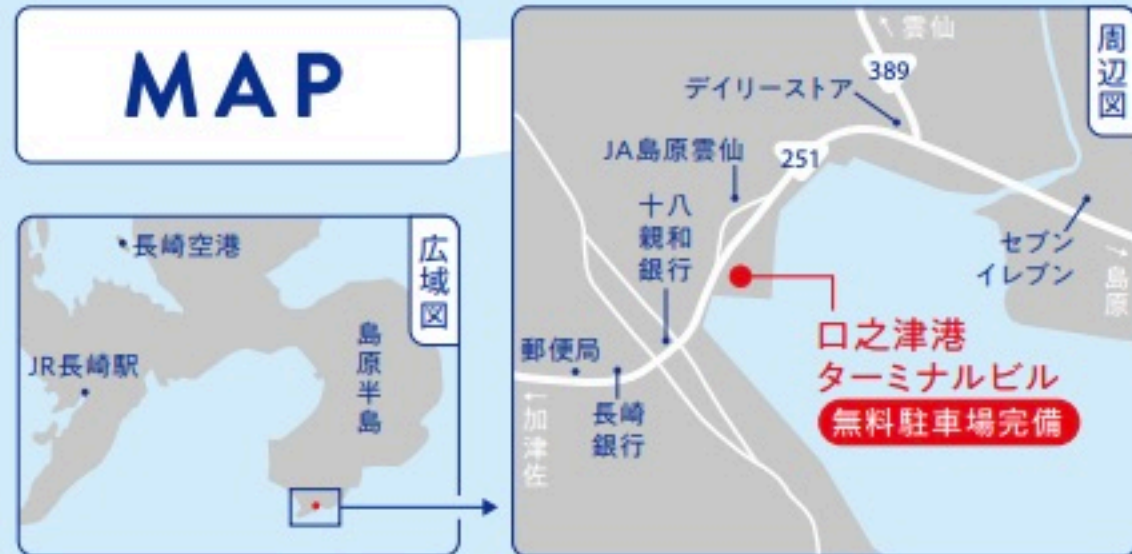 MAP
広域図
長崎空港
JR長崎駅
島原半島
周辺図
↖雲仙
389
デイリーストア
251
JA島原雲仙
十八
親和
銀行
セブン
イレブン
→島原
口之津港
ターミナルビル
無料駐車場完備
郵便局
長崎
銀行
←加津佐